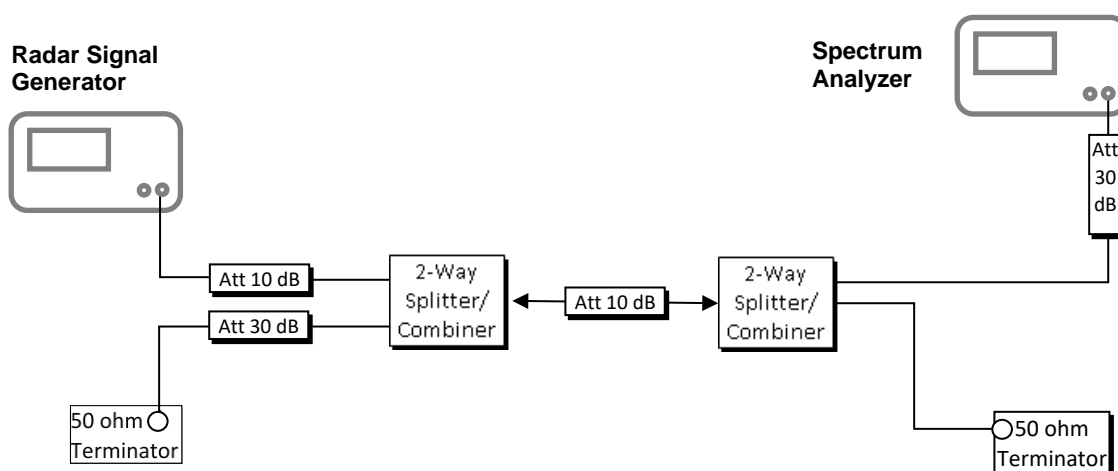 Radar Signal
Generator
Spectrum
Analyzer
Att
30
dB
Att 10 dB
2-Way
Splitter/
Combiner
Att 10 dB
2-Way
Splitter/
Combiner
Att 30 dB
50 ohm
Terminator
50 ohm
Terminator